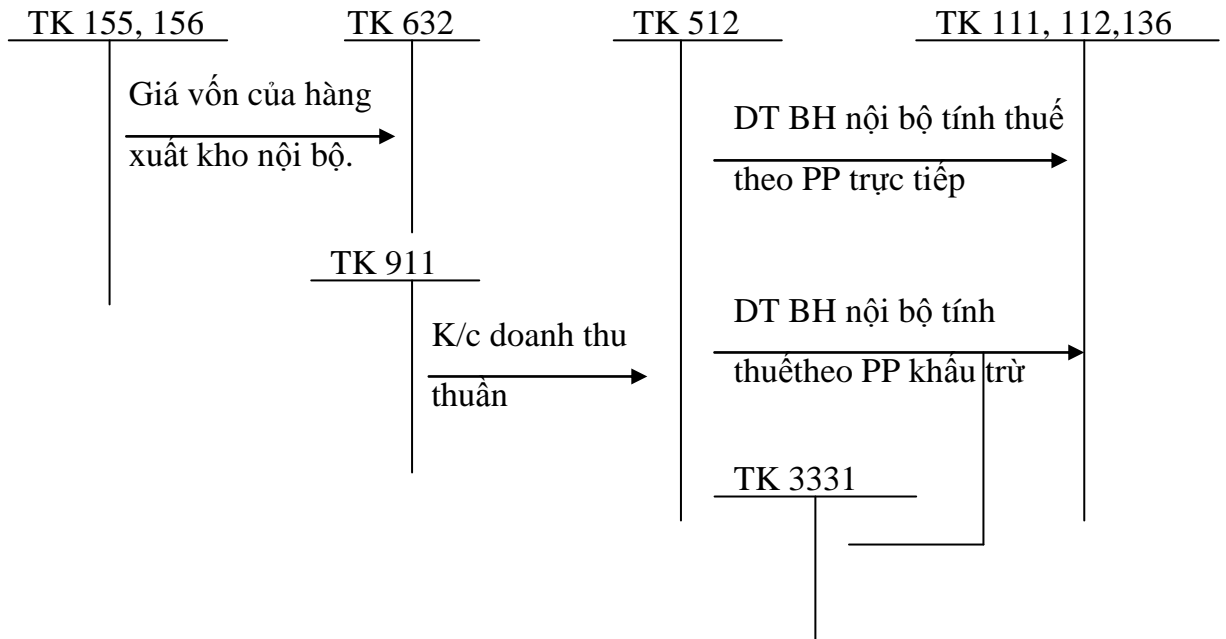 TK 155, 156
TK 632
TK 512
TK 111, 112,136
Giá vốn của hàng
xuất kho nội bộ.
DT BH nội bộ tính thuế
theo PP trực tiếp
TK 911
K/c doanh thu
thuần
DT BH nội bộ tính
thuếtheo PP khấu trừ
TK 3331